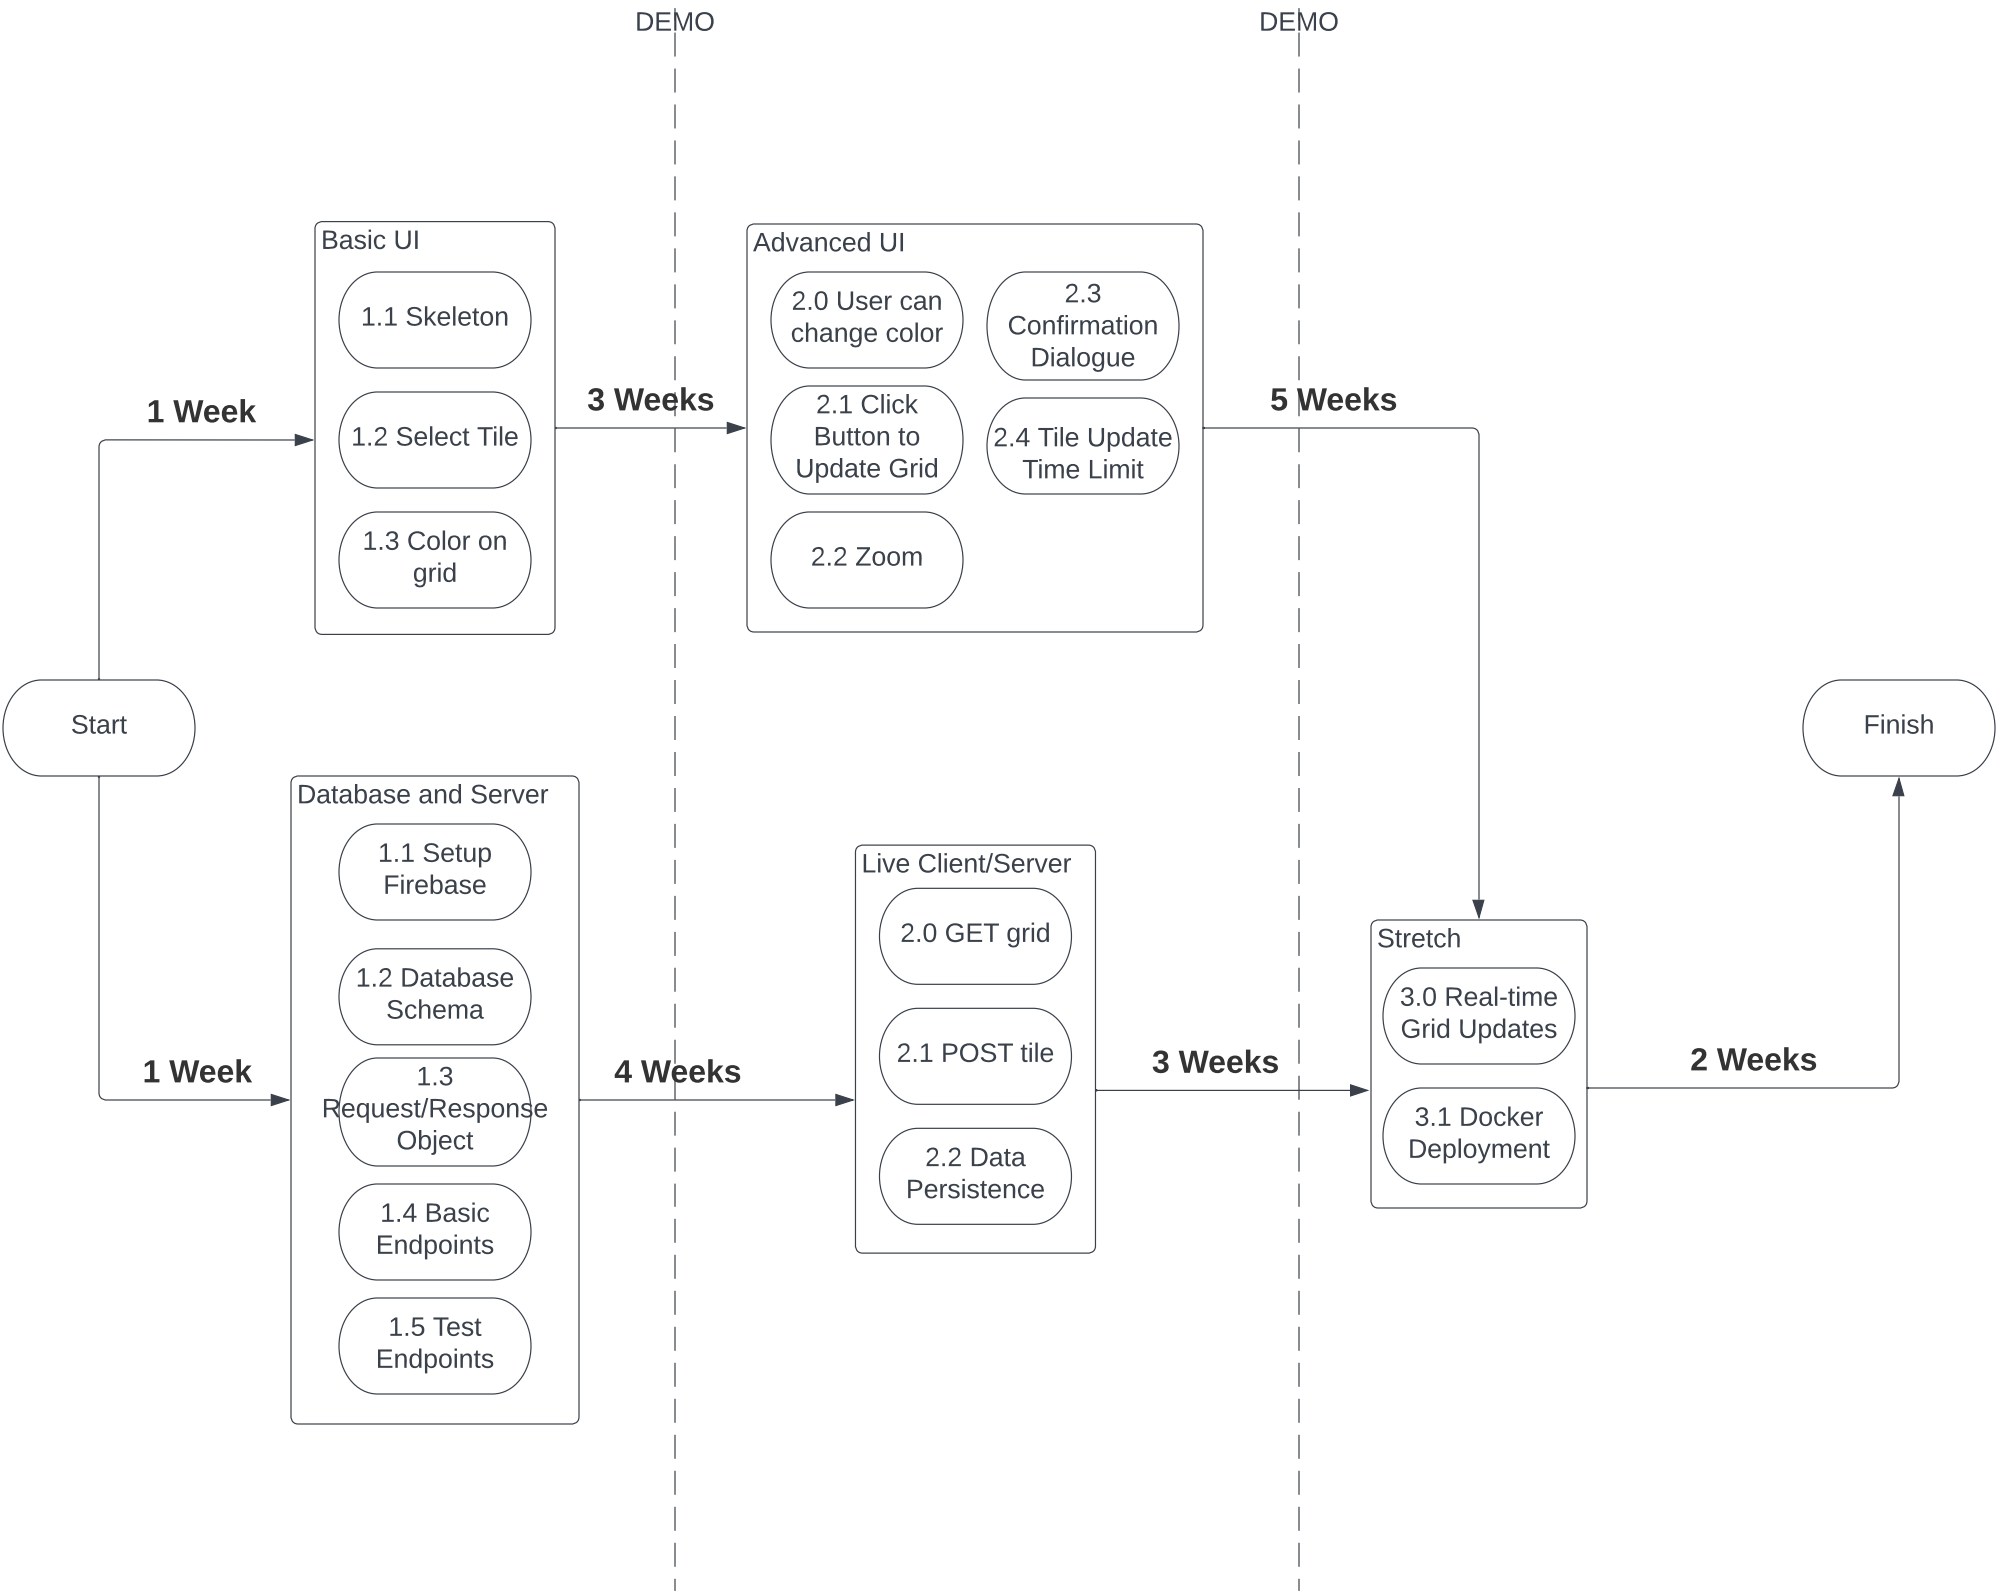 DEMO
DEMO
Basic UI
1.1 Skeleton
1.2 Select Tile
1.3 Color on
grid
1 Week
3 Weeks
Advanced UI
2.0 User can
change color
2.1 Click
Button to
Update Grid
2.2 Zoom
2.3
Confirmation
Dialogue
2.4 Tile Update
Time Limit
5 Weeks
Start
Finish
Database and Server
1.1 Setup
Firebase
1.2 Database
Schema
1.3
Request/Response
Object
1.4 Basic
Endpoints
1.5 Test
Endpoints
1 Week
4 Weeks
Live Client/Server
2.0 GET grid
2.1 POST tile
2.2 Data
Persistence
3 Weeks
Stretch
3.0 Real-time
Grid Updates
3.1 Docker
Deployment
2 Weeks